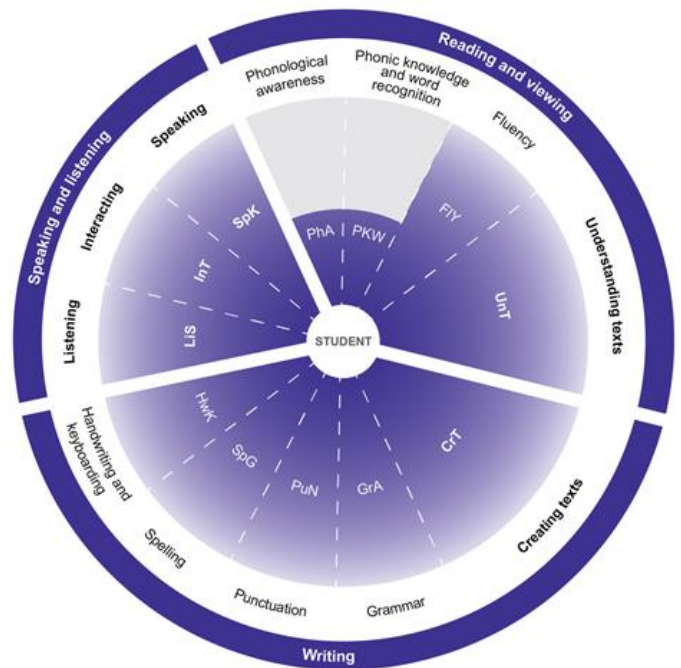 Reading and viewing
Phonological
awareness
Phonic knowledge
and word
recognition
Fluency
Understanding texts
PhA
PKW
FlY
UnT
Speaking and listening
Speaking
Interacting
Listening
SpK
InT
LiS
STUDENT
HwK
SpG
PuN
GrA
CrT
Handwriting and
keyboarding
Spelling
Punctuation
Grammar
Creating texts
Writing